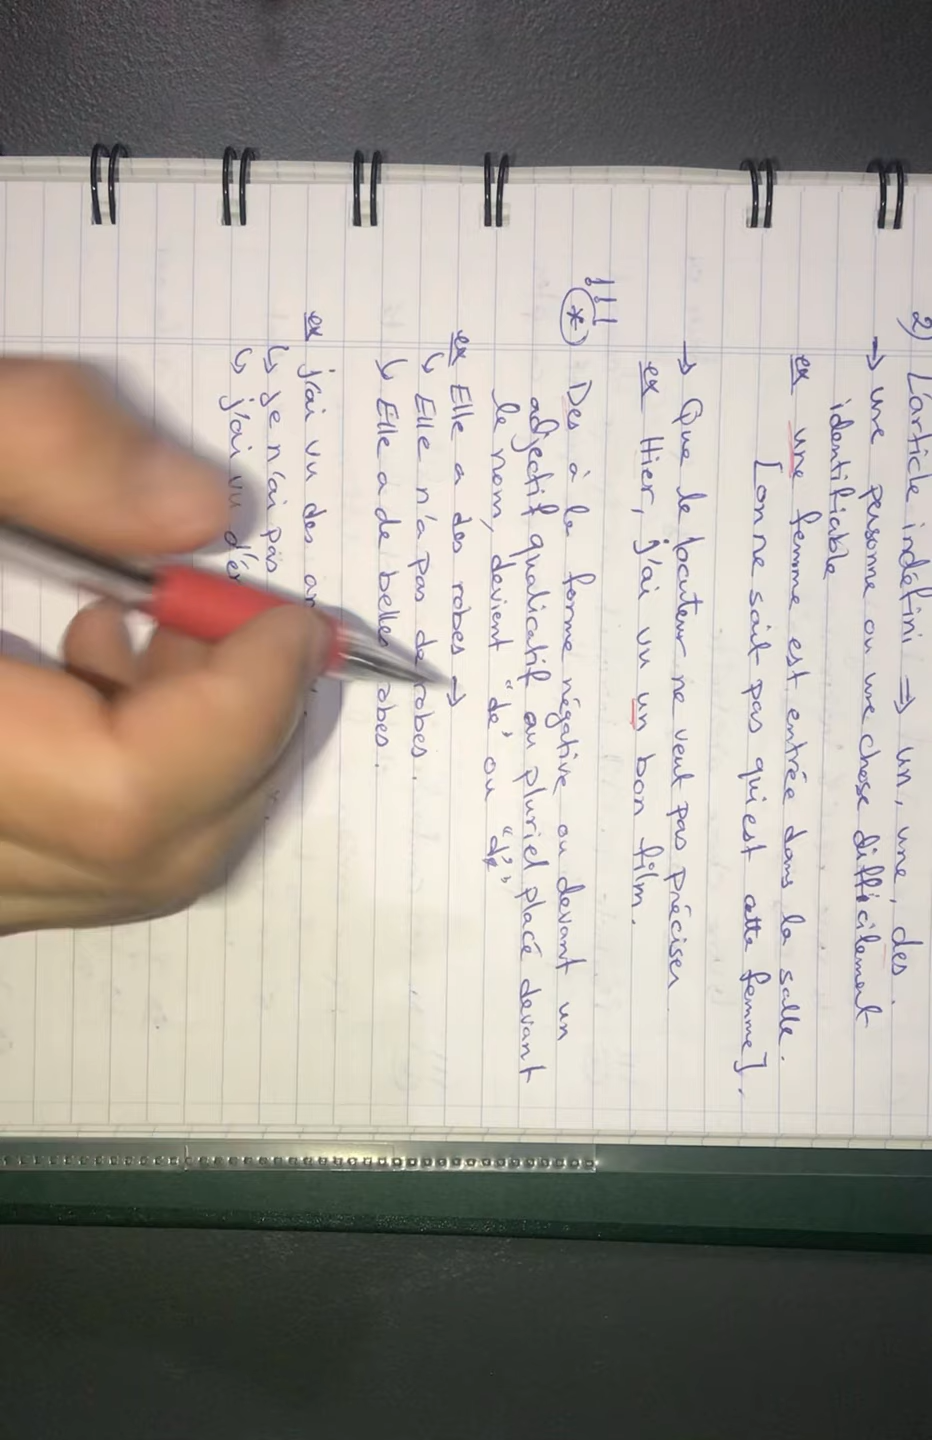 2) L'article indéfini ⇒ un, une, des.
→ une personne ou une chose difficilement
identifiable
ex une femme est entrée dans la salle.
[on ne sait pas qui est cette femme].
→ Que le locuteur ne veut pas préciser
ex Hier, j'ai vu un bon film.
!!!
* Des à la forme négative ou devant un
adjectif qualicatif au pluriel placé devant
le nom, devient "de" ou "d'"
ex Elle a des robes →
↳ Elle n'a pas de robes.
↳ Elle a de belles robes.
ex j'ai vu des
↳ je n'ai pas
↳ j'ai vu